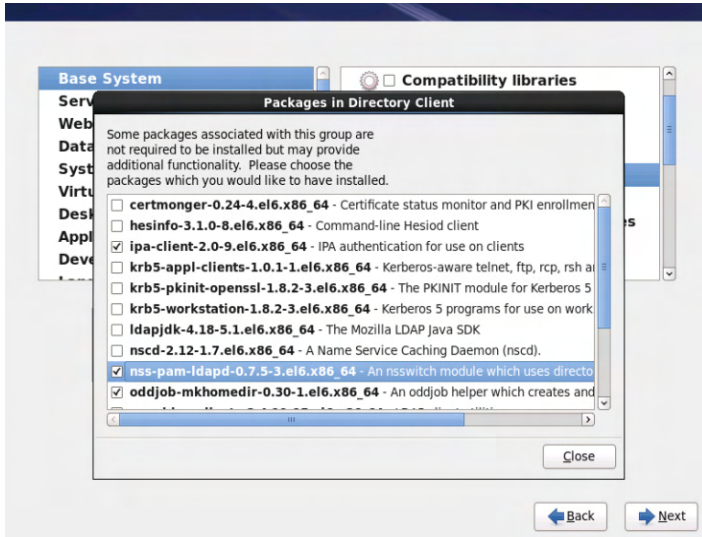 Base System
Compatibility libraries
Serv
Web
Data
Syst
Virtu
Desk
Appl
Deve
es
Packages in Directory Client
Some packages associated with this group are
not required to be installed but may provide
additional functionality. Please choose the
packages which you would like to have installed.
certmonger-0.24-4.el6.x86_64 - Certificate status monitor and PKI enrollmen
hesinfo-3.1.0-8.el6.x86_64 - Command-line Hesiod client
ipa-client-2.0-9.el6.x86_64 - IPA authentication for use on clients
krb5-appl-clients-1.0.1-1.el6.x86_64 - Kerberos-aware telnet, ftp, rcp, rsh a
krb5-pkinit-openssl-1.8.2-3.el6.x86_64 - The PKINIT module for Kerberos 5
krb5-workstation-1.8.2-3.el6.x86_64 - Kerberos 5 programs for use on work
ldapjdk-4.18-5.1.el6.x86_64 - The Mozilla LDAP Java SDK
nscd-2.12-1.7.el6.x86_64 - A Name Service Caching Daemon (nscd).
nss-pam-ldapd-0.7.5-3.el6.x86_64 - An nsswitch module which uses directo
oddjob-mkhomedir-0.30-1.el6.x86_64 - An oddjob helper which creates and
Close
Back
Next